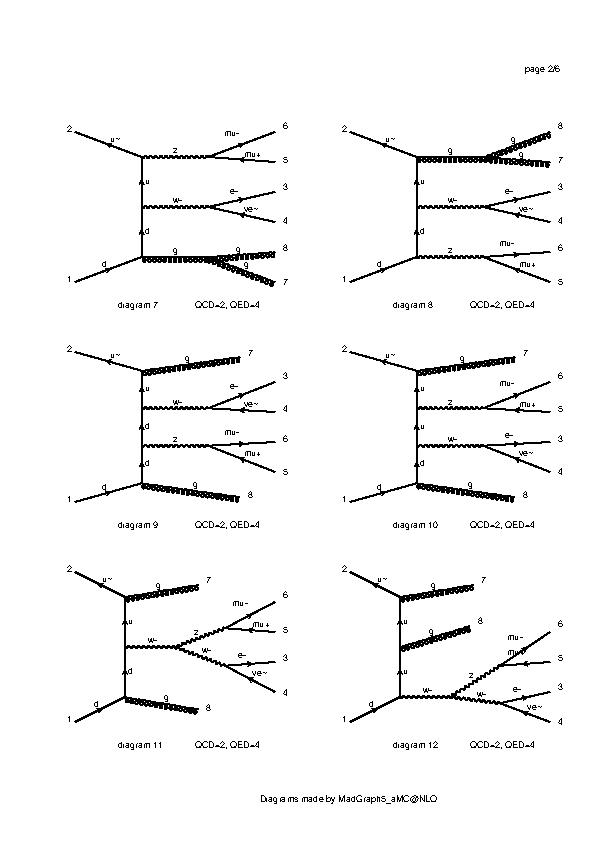 page 2/6
2 u~ z mu- 6
mu+ 5
u
w- e- 3
ve~ 4
d
1 d g g 8
g 7
diagram 7 QCD=2, QED=4
2 u~ g g 8
g 7
u
w- e- 3
ve~ 4
d
1 d z mu- 6
mu+ 5
diagram 8 QCD=2, QED=4
2 u~ g 7
u
w- e- 3
ve~ 4
d
z mu- 6
mu+ 5
d
1 d g 8
diagram 9 QCD=2, QED=4
2 u~ g 7
u
z mu- 6
mu+ 5
u
w- e- 3
ve~ 4
d
1 d g 8
diagram 10 QCD=2, QED=4
2 u~ g 7
u
z mu- 6
mu+ 5
w-
w- e- 3
ve~ 4
d
1 d g 8
diagram 11 QCD=2, QED=4
2 u~ g 7
u
g 8
u
z mu- 6
mu+ 5
1 d w- w- e- 3
ve~ 4
diagram 12 QCD=2, QED=4
Diagrams made by MadGraph5_aMC@NLO